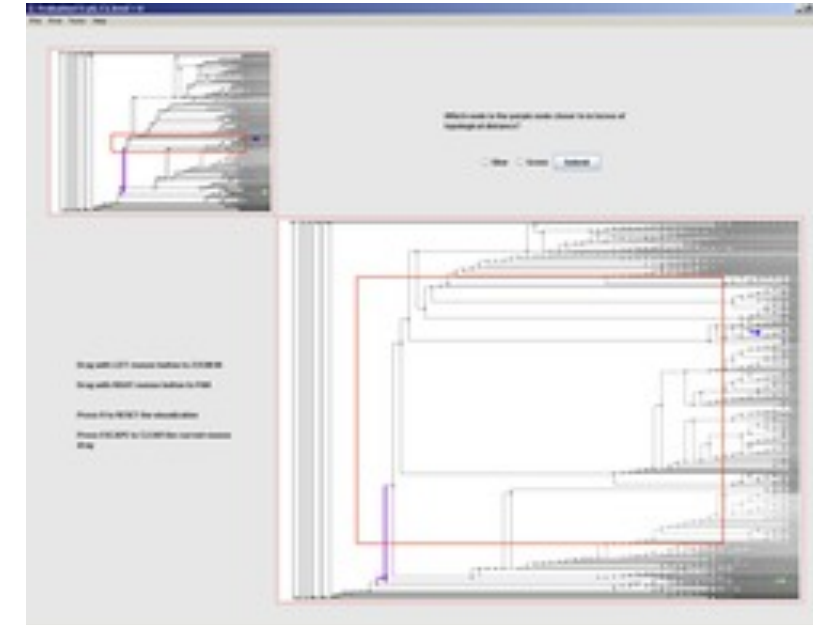 Which node is the purple node closer to in terms of
topological distance?
Blue Green Submit
Drag with LEFT mouse button to ZOOM IN
Drag with RIGHT mouse button to PAN
Press R to RESET the visualization
Press ESCAPE to CLEAR the current mouse
drag